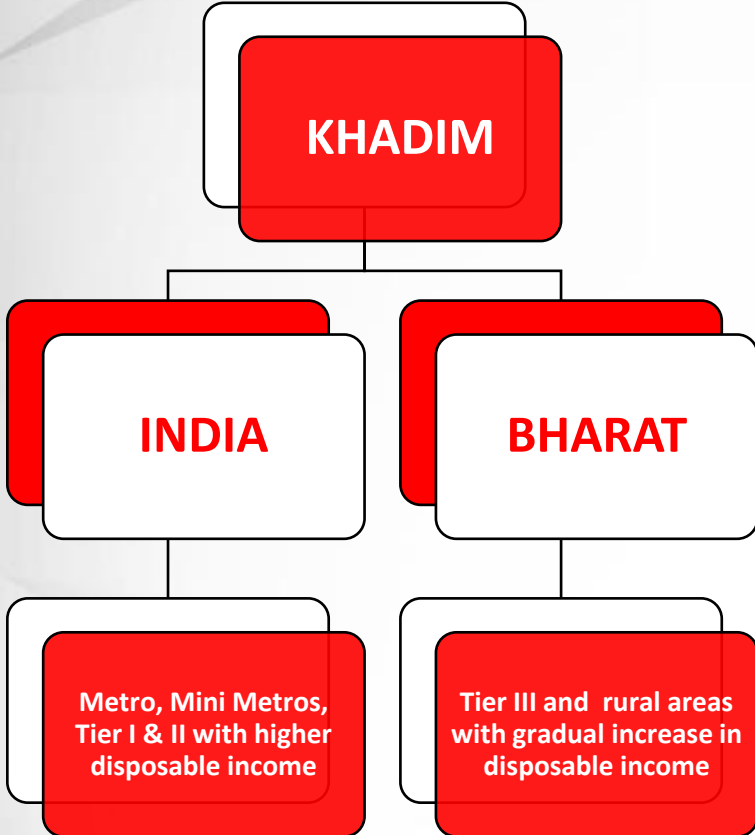 KHADIM
INDIA
BHARAT
Metro, Mini Metros,
Tier I & II with higher
disposable income
Tier III and rural areas
with gradual increase in
disposable income